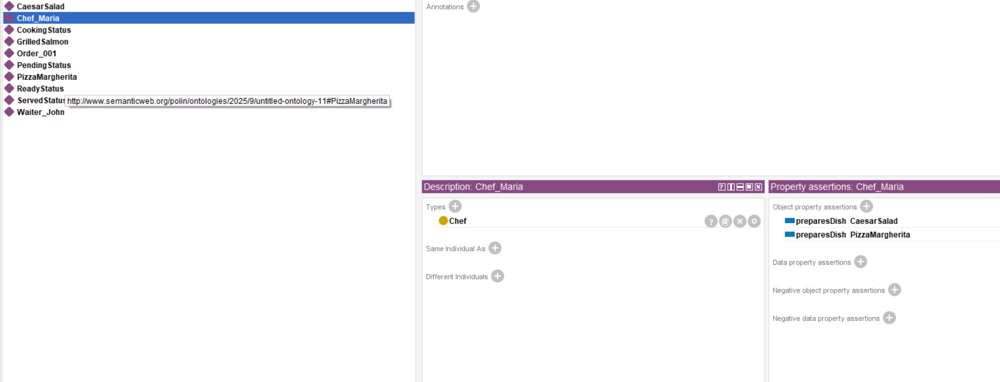 CaesarSalad
Chef_Maria
CookingStatus
GrilledSalmon
Order_001
PendingStatus
PizzaMargherita
ReadyStatus
ServedStatus
http://www.semanticweb.org/polin/ontologies/2025/9/untitled-ontology-11#PizzaMargherita
Waiter_John
Annotations
Description: Chef_Maria
Types
Chef
Same Individual As
Different Individuals
Property assertions: Chef_Maria
Object property assertions
preparesDish CaesarSalad
preparesDish PizzaMargherita
Data property assertions
Negative object property assertions
Negative data property assertions